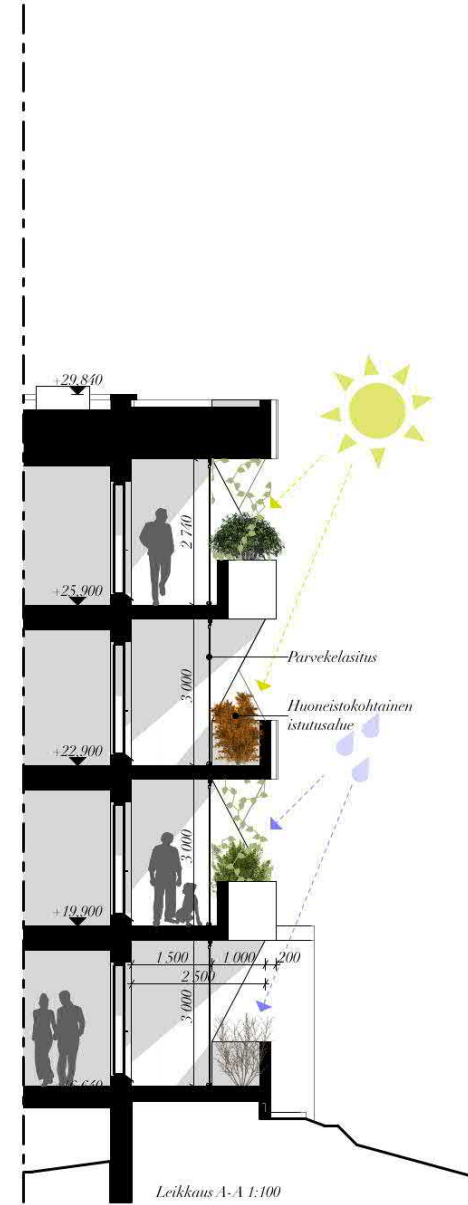 +29.840
2 740
+25.900
Parvekelasitus
3 000
Huoneistokohtainen
istutusalue
+22.900
3 000
+19.900
1 500 1 000 200
2 500
3 000
Leikkaus A-A 1:100